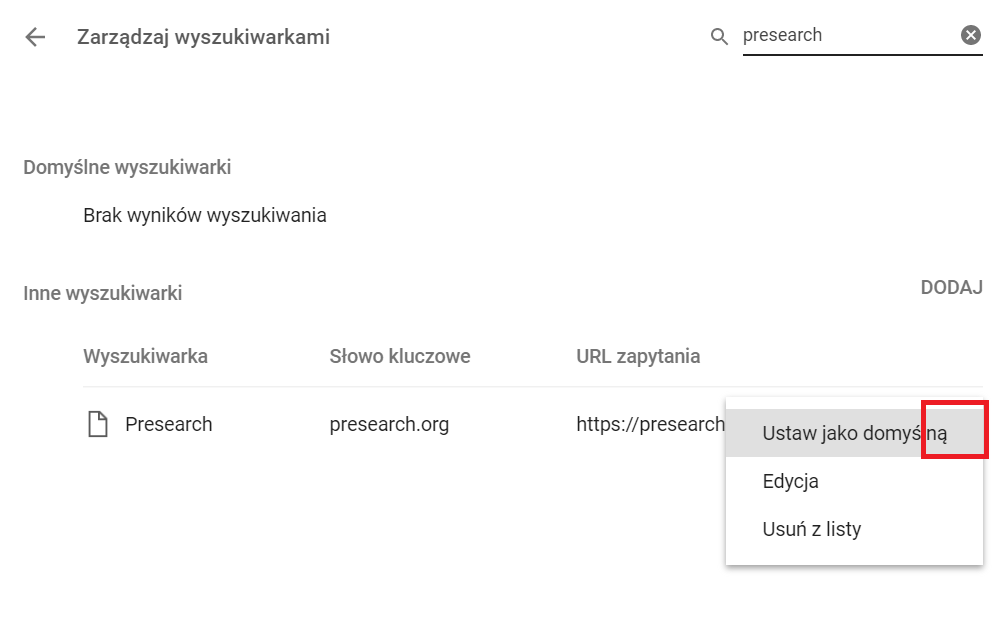 Zarządzaj wyszukiwarkami
presearch
Domyślne wyszukiwarki
Brak wyników wyszukiwania
Inne wyszukiwarki
DODAJ
Wyszukiwarka Słowo kluczowe URL zapytania
Presearch presearch.org https://presearch
Ustaw jako domyślną
Edycja
Usuń z listy